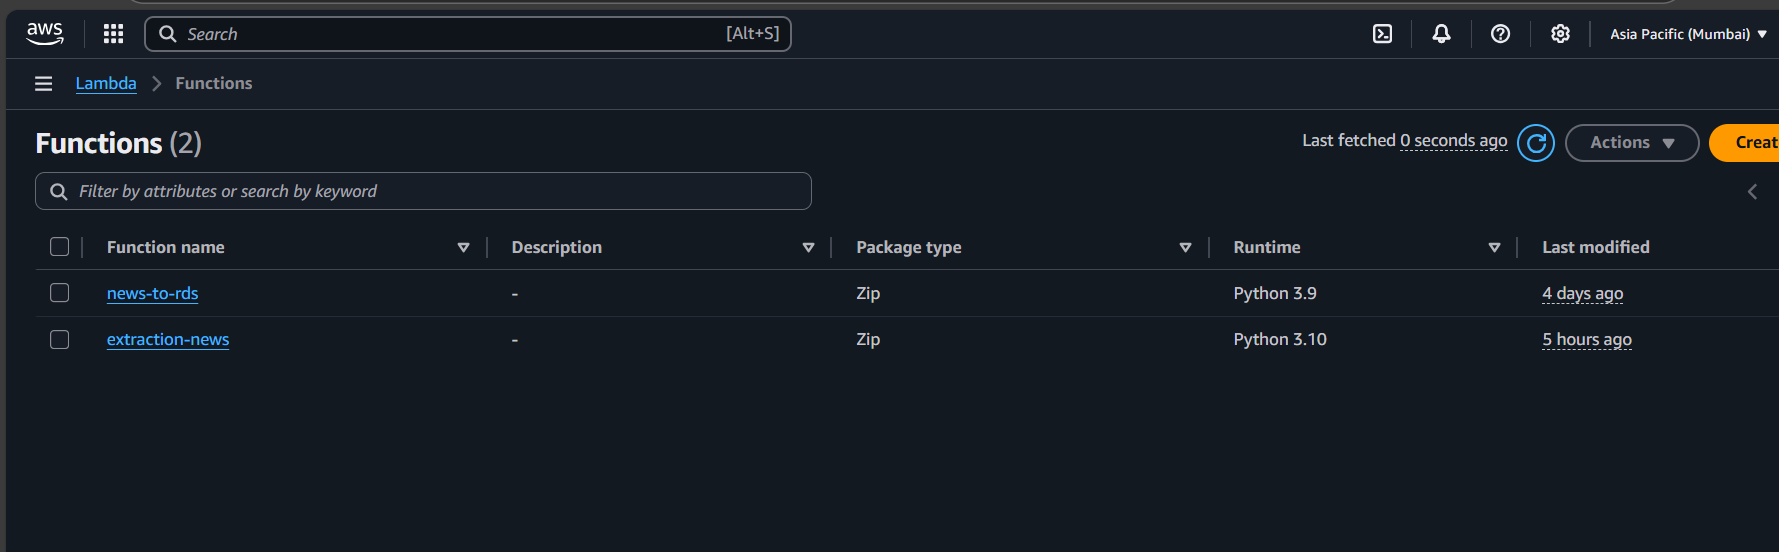 aws Search [Alt+S] Asia Pacific (Mumbai)
Lambda Functions
Functions (2) Last fetched 0 seconds ago Actions Creat
Filter by attributes or search by keyword
Function name Description Package type Runtime Last modified
news-to-rds - Zip Python 3.9 4 days ago
extraction-news - Zip Python 3.10 5 hours ago